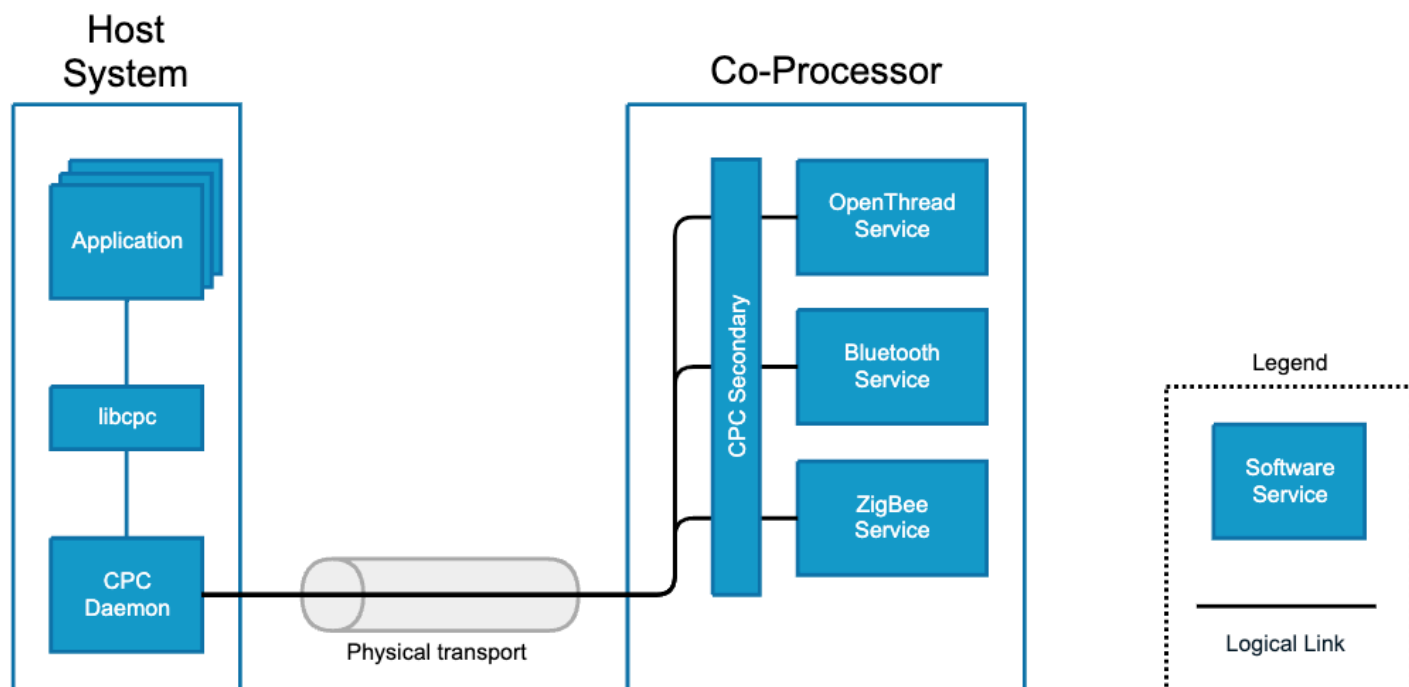 Host
System
Co-Processor
Application
libcpc
CPC
Daemon
Physical transport
CPC Secondary
OpenThread
Service
Bluetooth
Service
ZigBee
Service
Legend
Software
Service
Logical Link